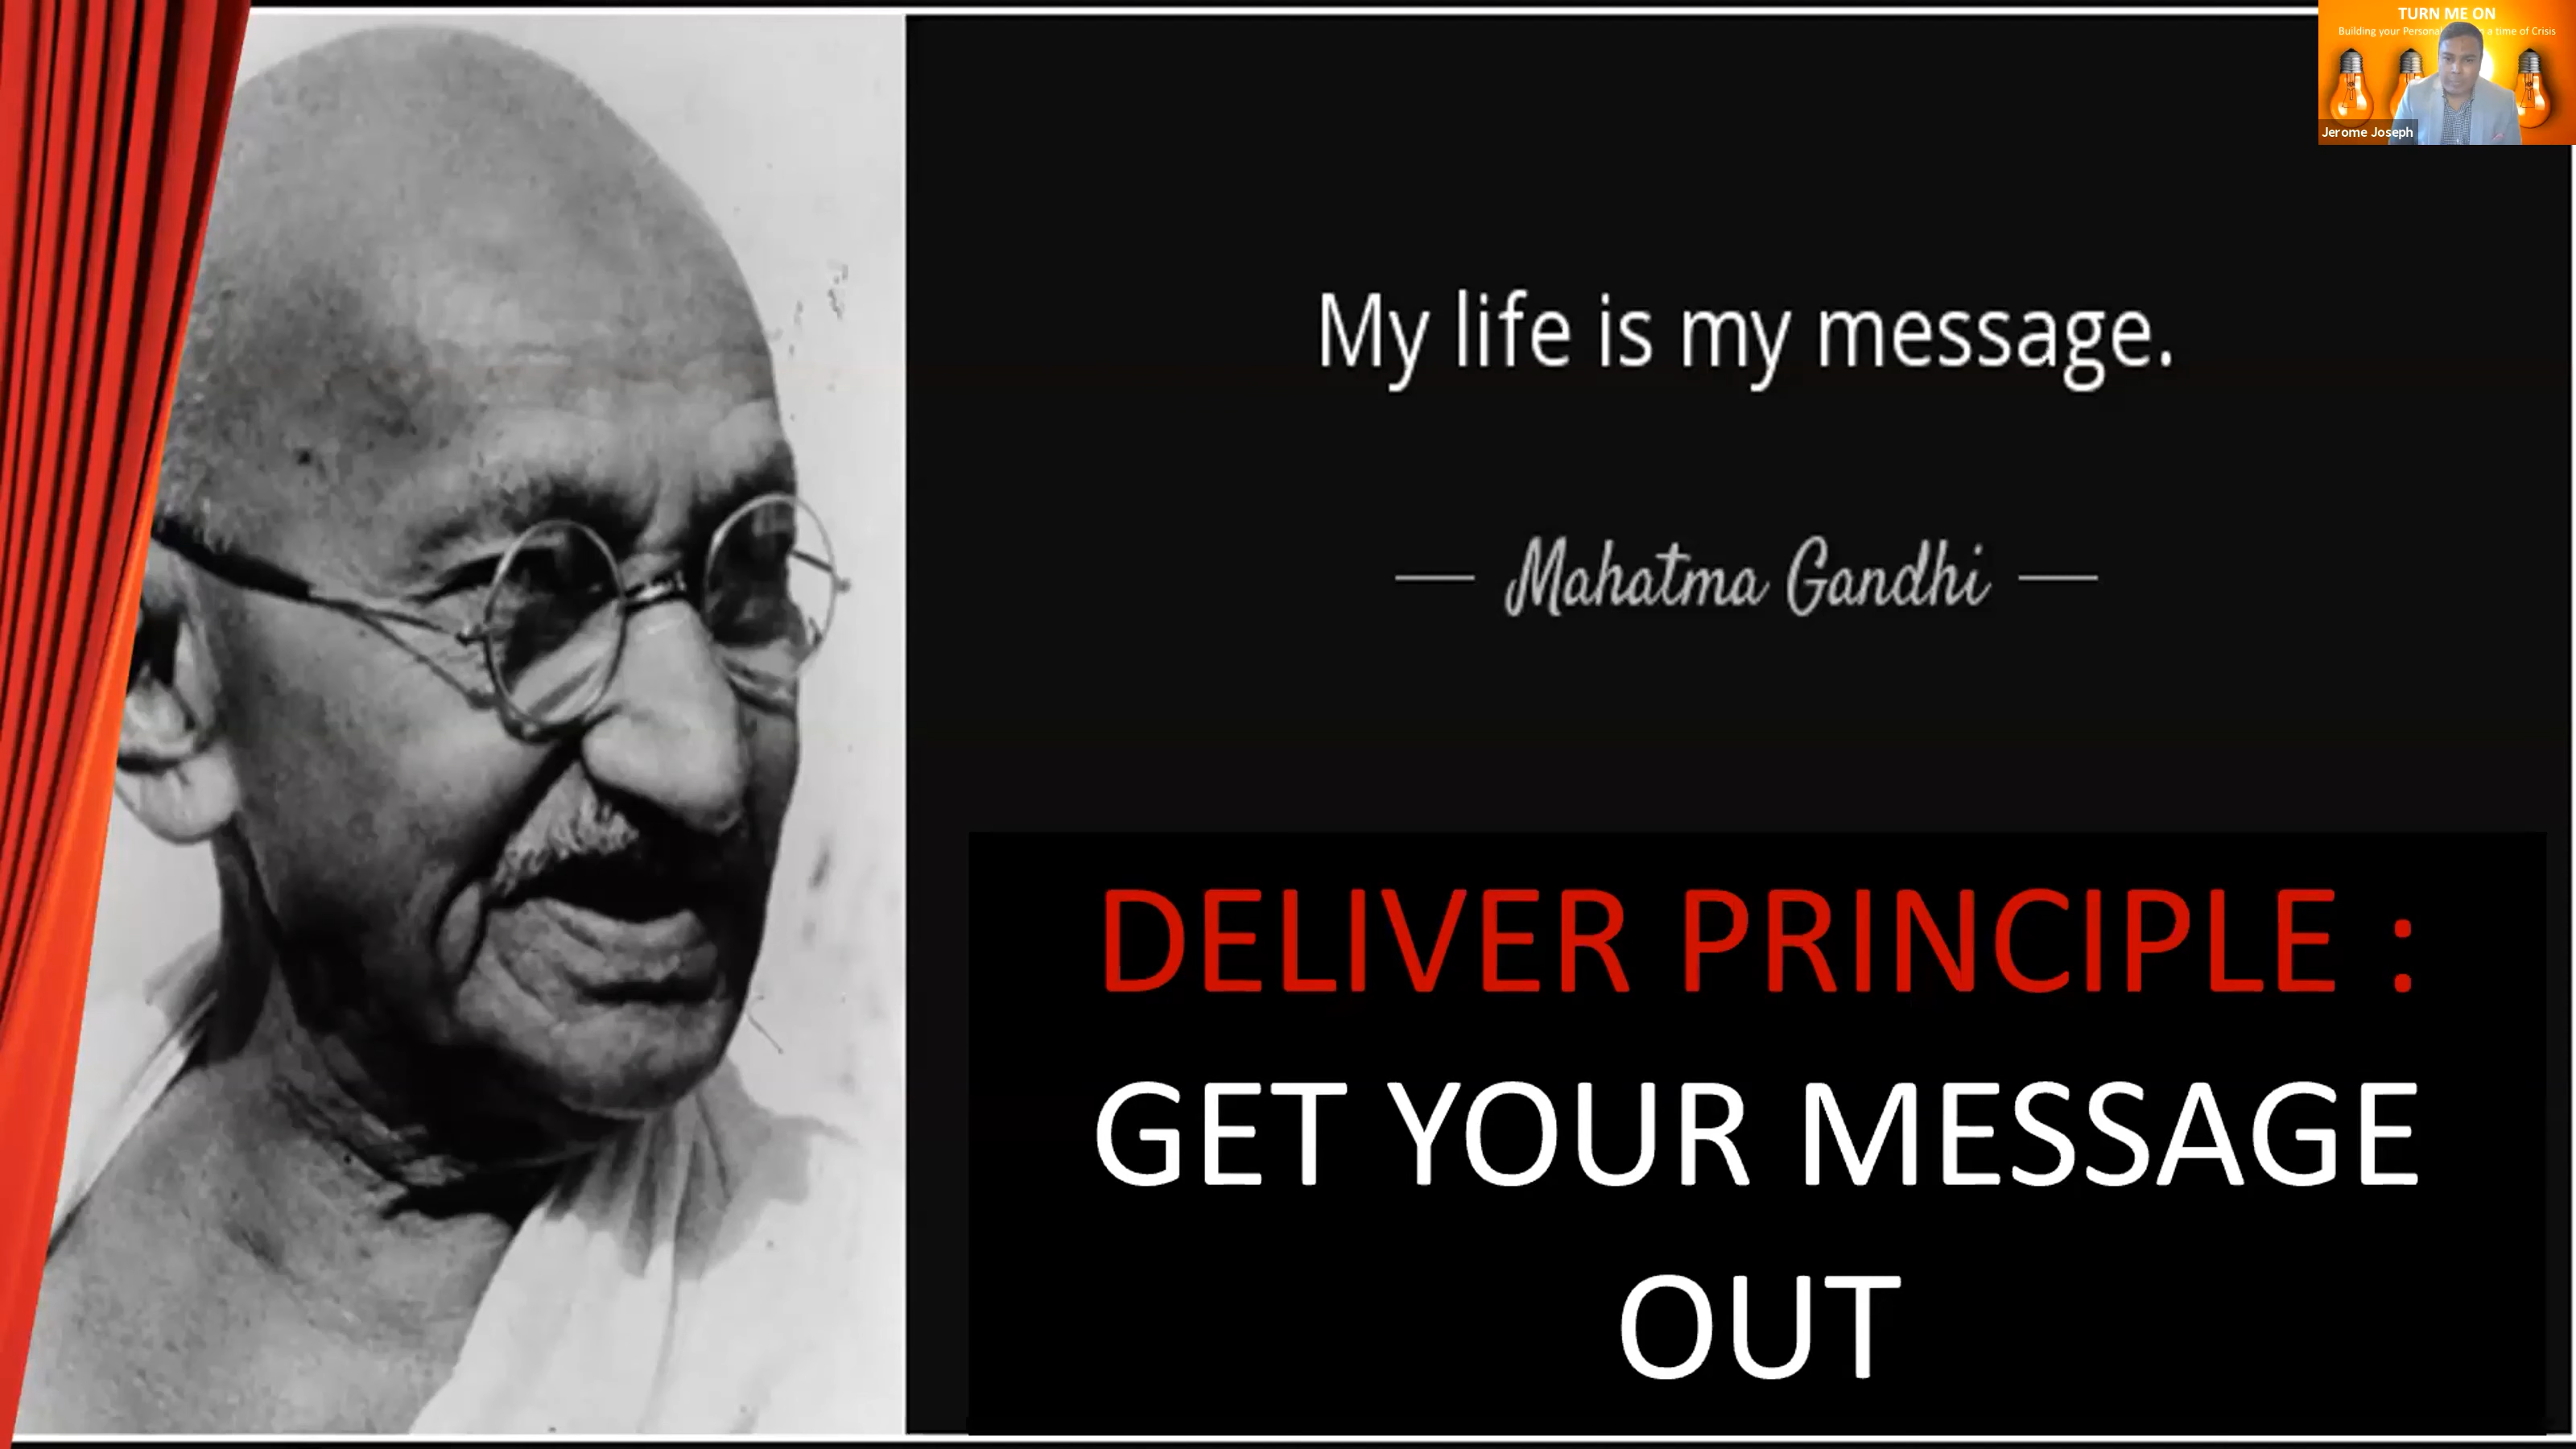 TURN ME ON
Building your Persona a time of Crisis
Jerome Joseph
My life is my message.
— Mahatma Gandhi —
DELIVER PRINCIPLE :
GET YOUR MESSAGE
OUT